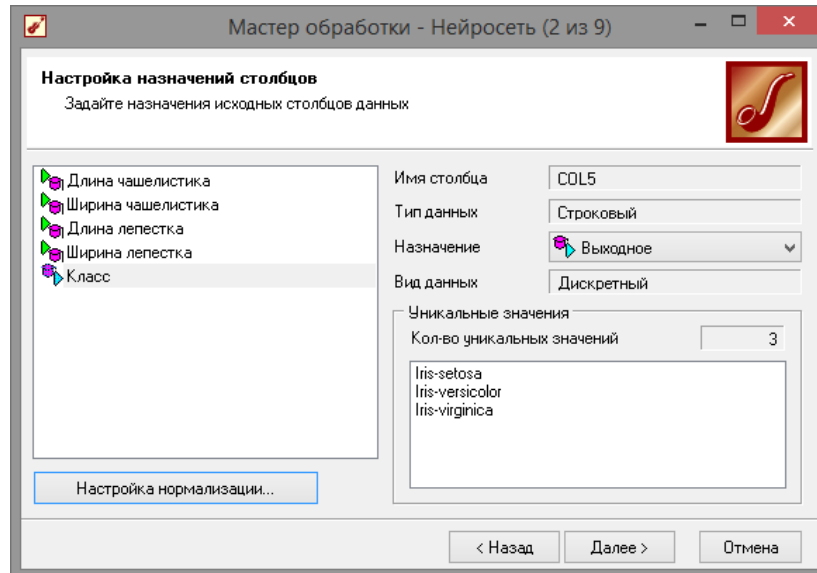 Мастер обработки - Нейросеть (2 из 9)
Настройка назначений столбцов
Задайте назначения исходных столбцов данных
Длина чашелистика
Ширина чашелистика
Длина лепестка
Ширина лепестка
Класс
Настройка нормализации...
Имя столбца COL5
Тип данных Строковый
Назначение Выходное
Вид данных Дискретный
Уникальные значения
Кол-во уникальных значений 3
Iris-setosa
Iris-versicolor
Iris-virginica
< Назад Далее > Отмена